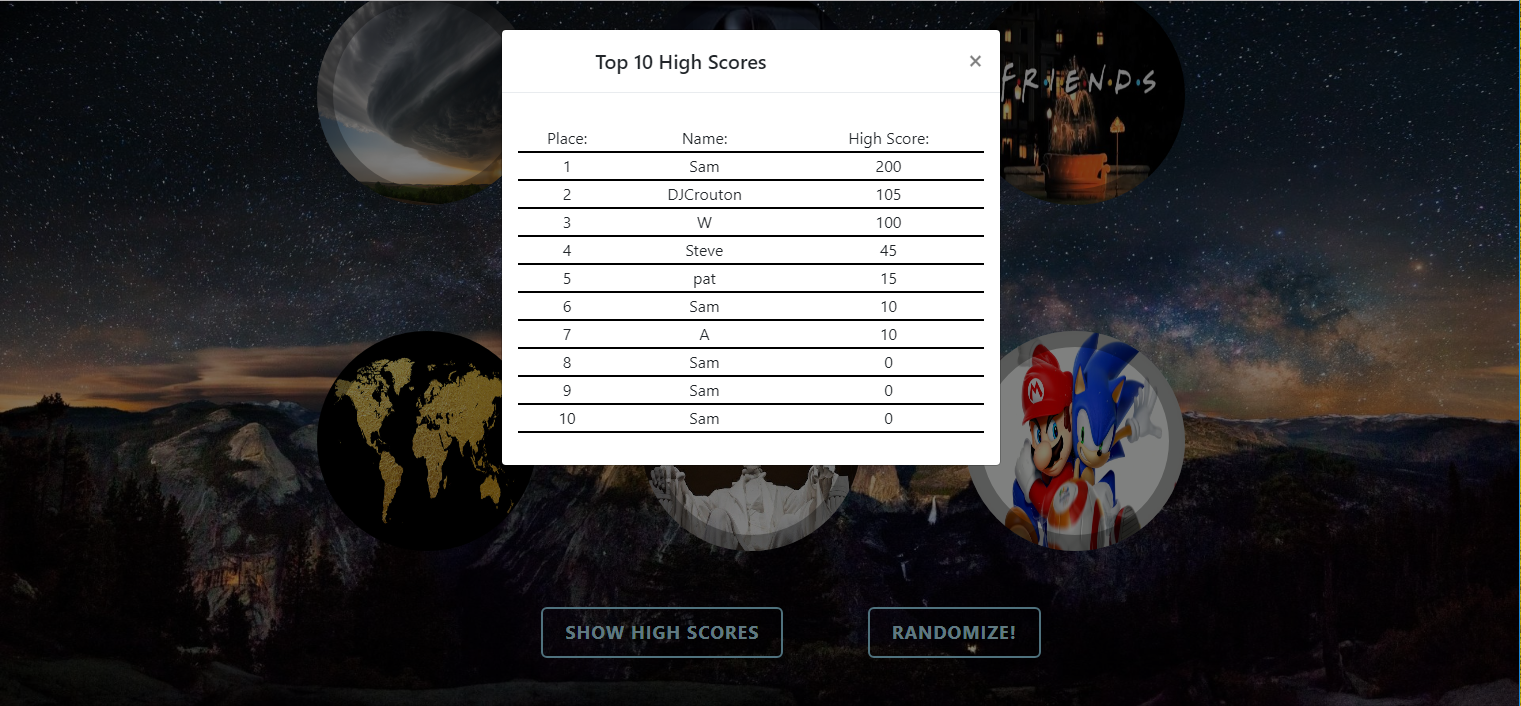 Top 10 High Scores ×
F·R·I·E·N·D·S
Place: Name: High Score:
1 Sam 200
2 DJCrouton 105
3 W 100
4 Steve 45
5 pat 15
6 Sam 10
7 A 10
8 Sam 0
9 Sam 0
10 Sam 0
M
SHOW HIGH SCORES RANDOMIZE!